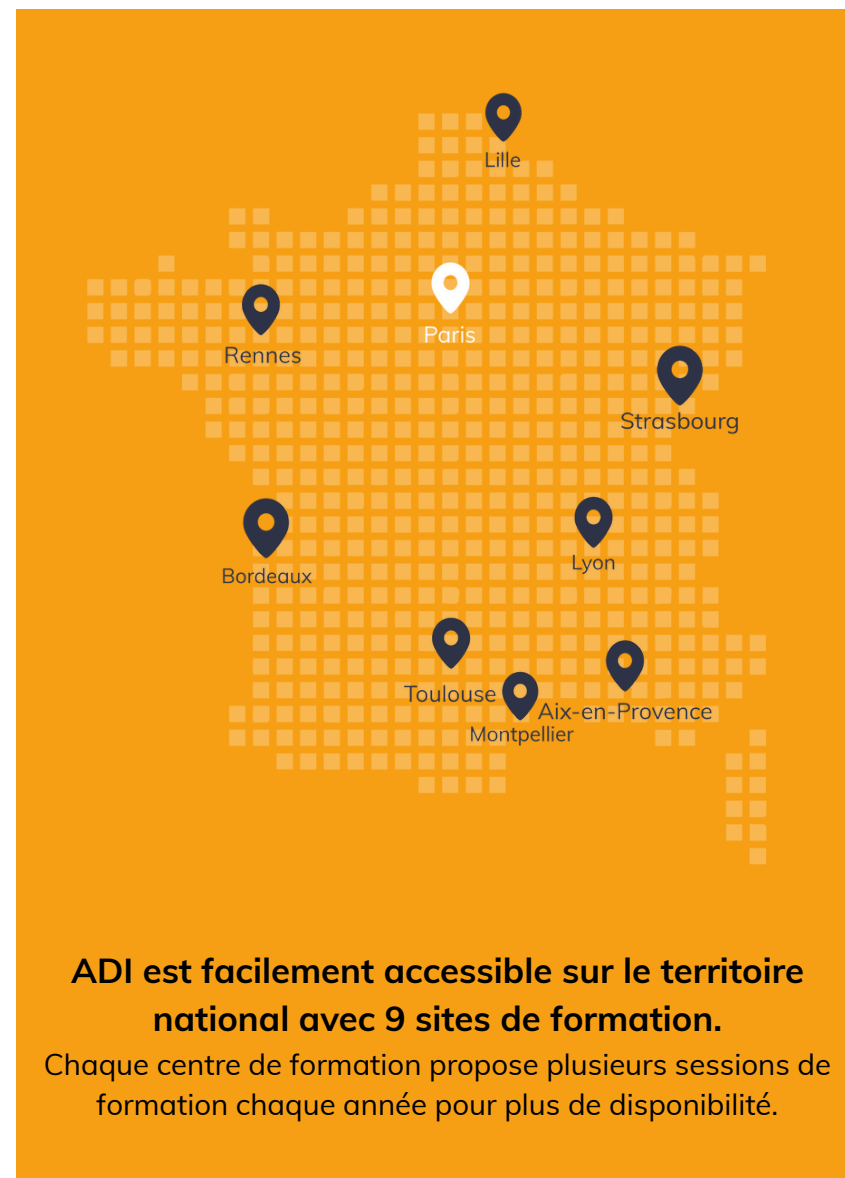 Lille
Paris
Rennes
Strasbourg
Bordeaux
Lyon
Toulouse
Aix-en-Provence
Montpellier
ADI est facilement accessible sur le territoire
national avec 9 sites de formation.
Chaque centre de formation propose plusieurs sessions de
formation chaque année pour plus de disponibilité.